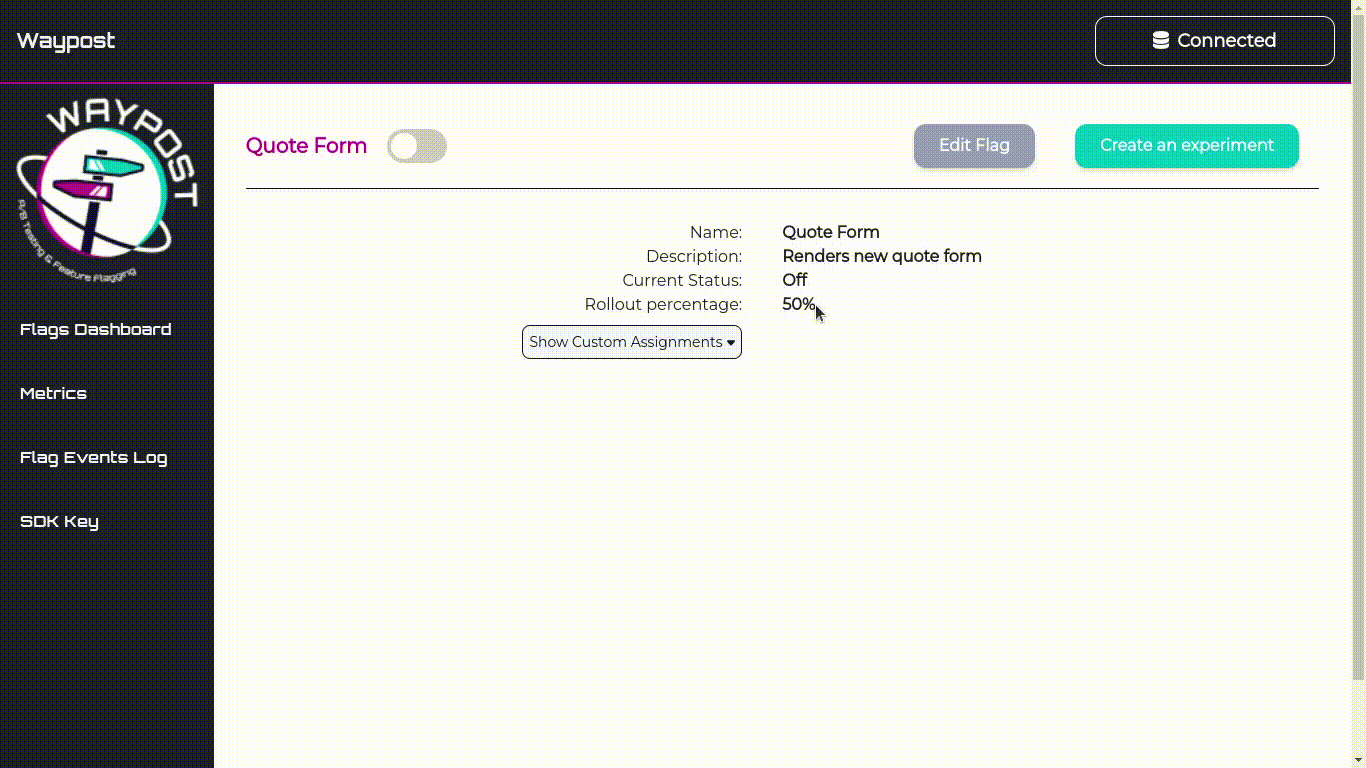 Waypost
Connected
WAYPOST
A/B Testing & Feature Flagging
Flags Dashboard
Metrics
Flag Events Log
SDK Key
Quote Form
Edit Flag
Create an experiment
Name: Quote Form
Description: Renders new quote form
Current Status: Off
Rollout percentage: 50%
Show Custom Assignments